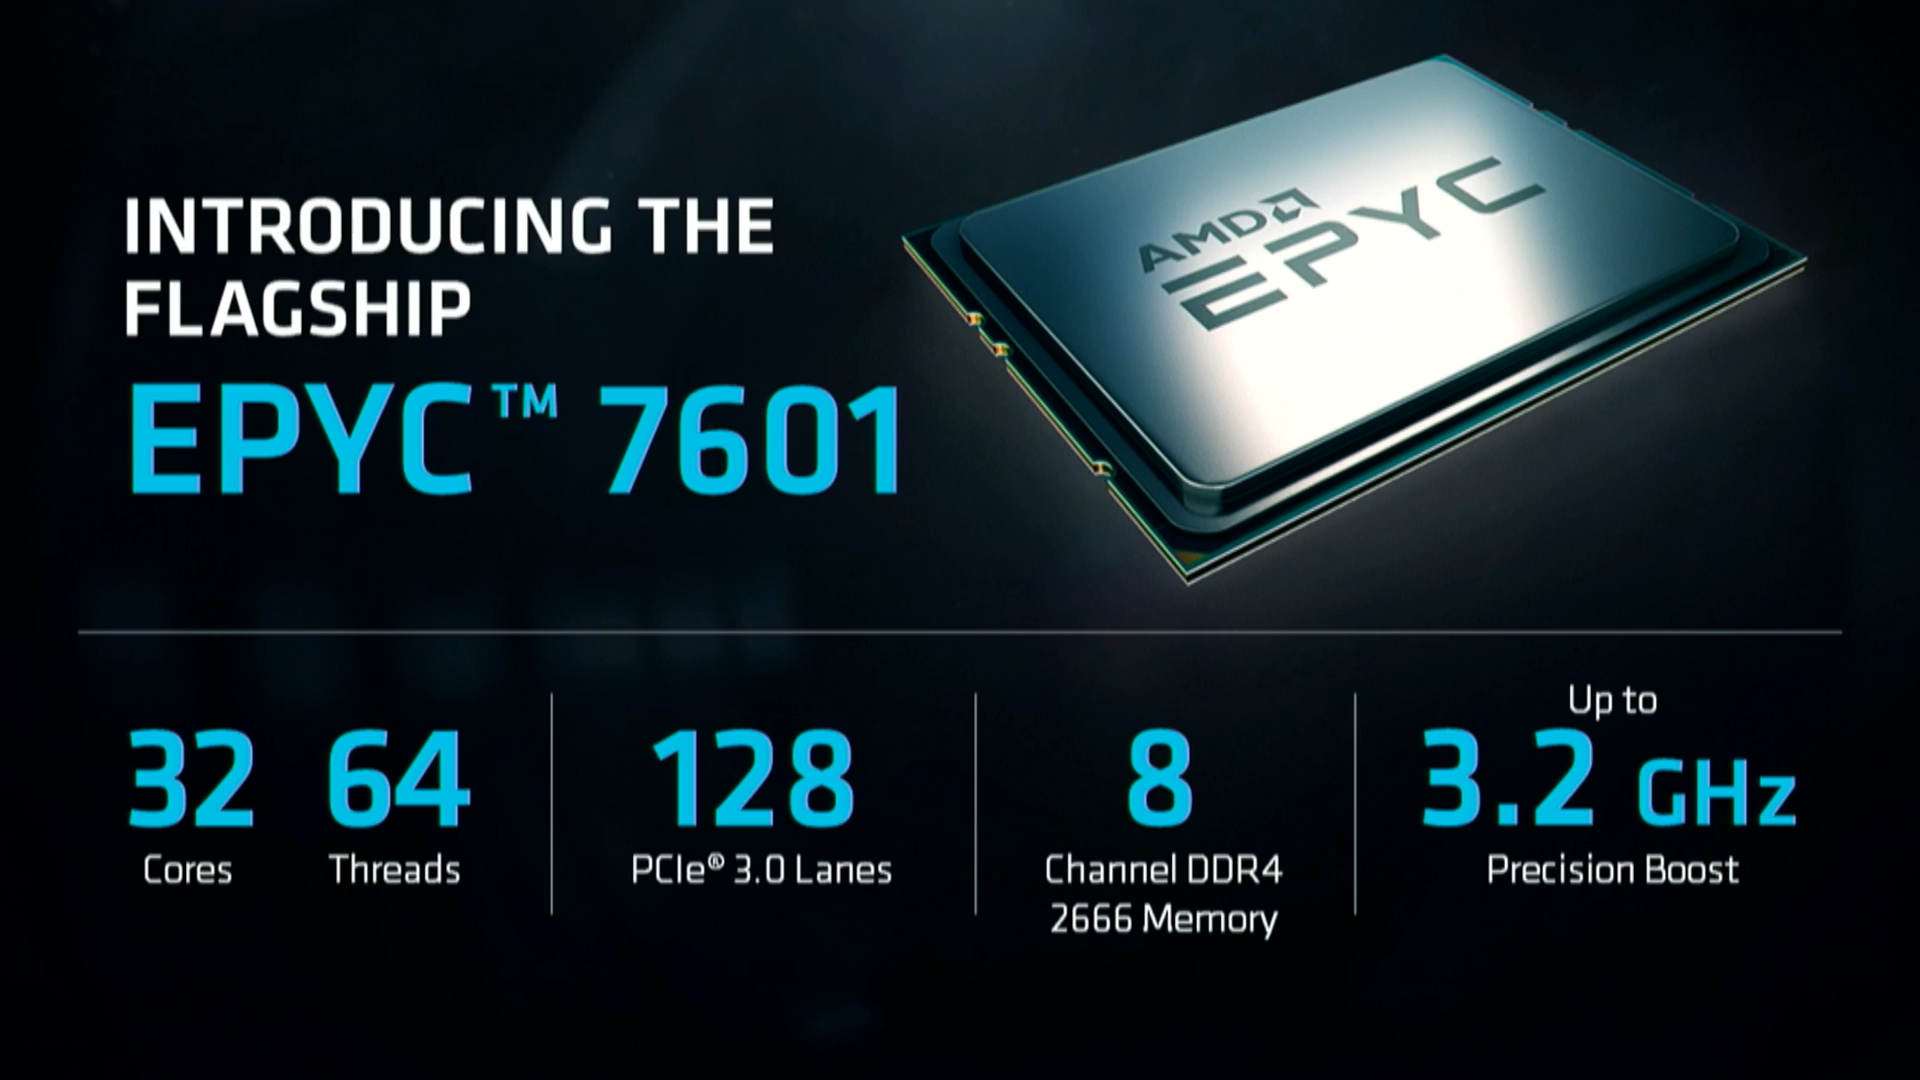 INTRODUCING THE
FLAGSHIP
EPYC™ 7601
AMD
EPYC
32 64
Cores Threads
128
PCIe® 3.0 Lanes
8
Channel DDR4
2666 Memory
Up to
3.2 GHz
Precision Boost